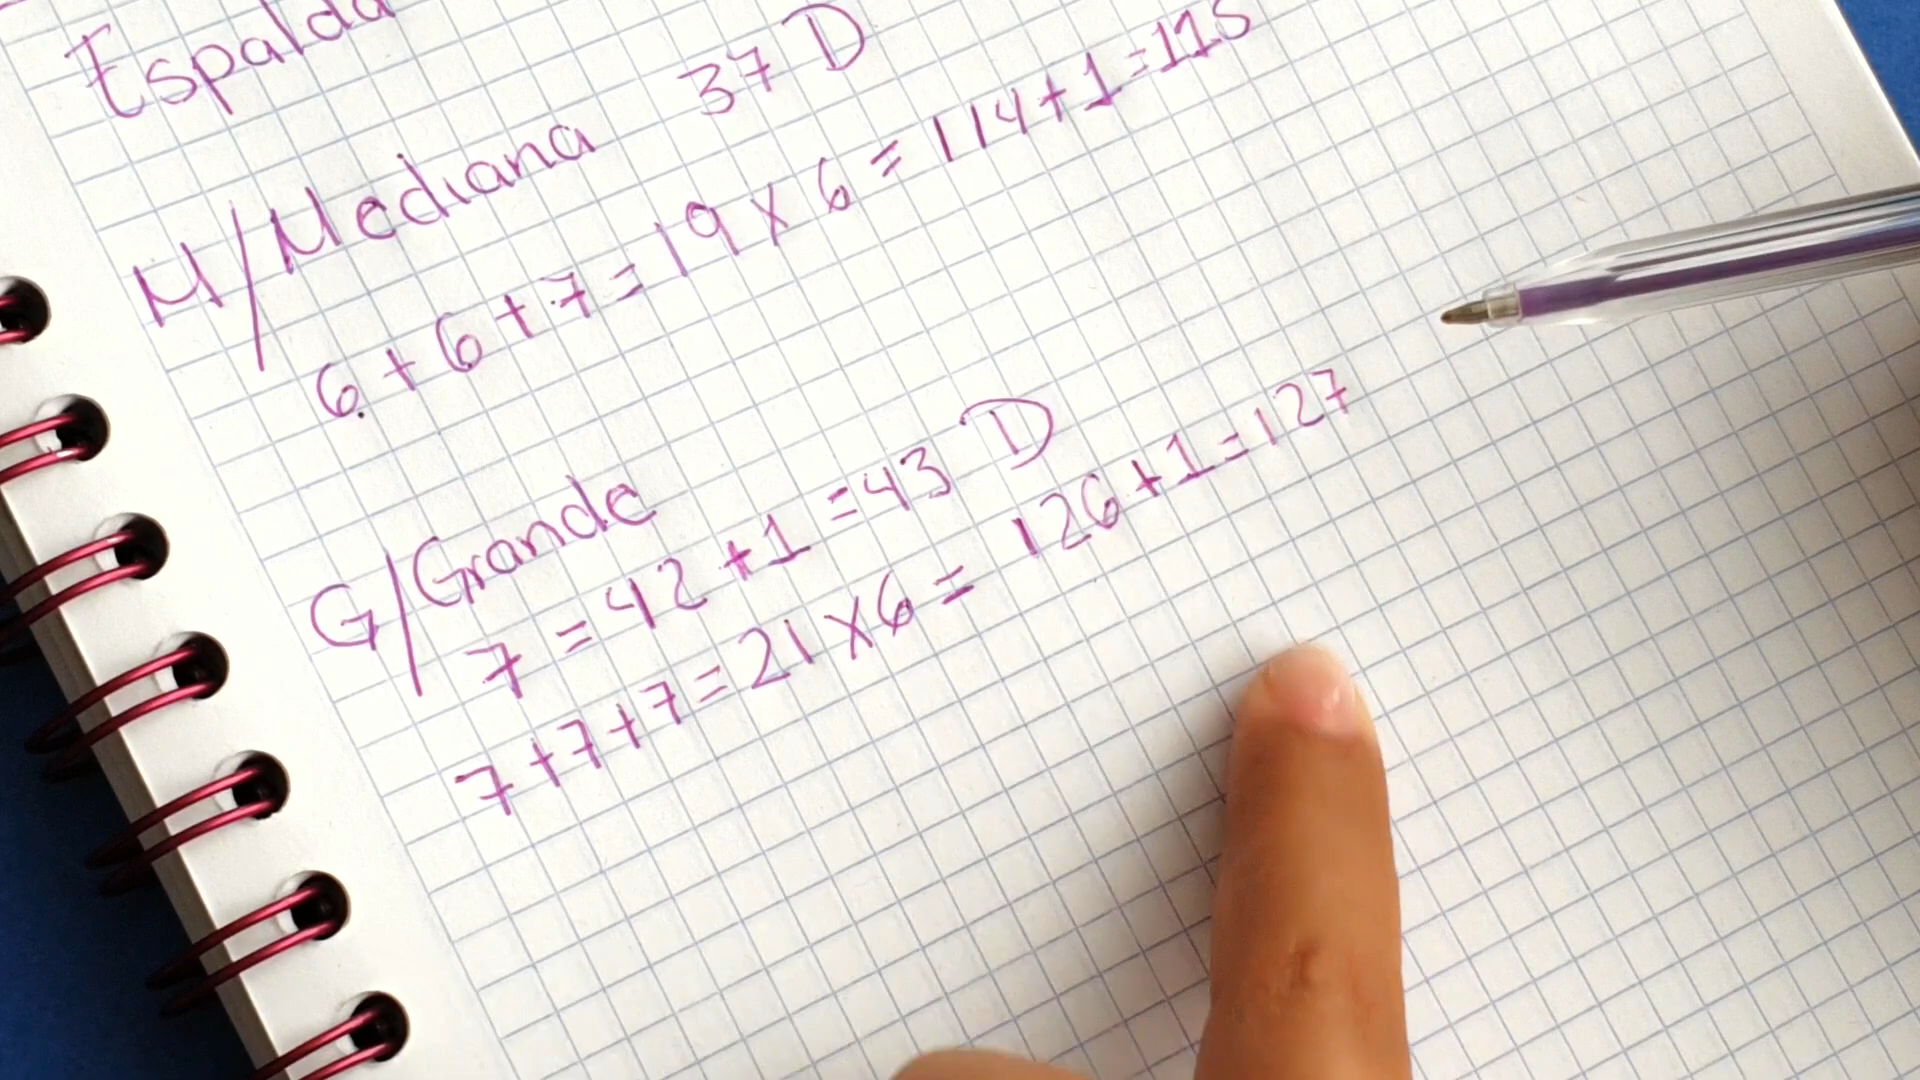 Espalda
M/Mediana 37 D
6+6+7=19x6=114+1=115
G/Grande
7=42+1=43 D
7+7+7=21x6=126+1=127